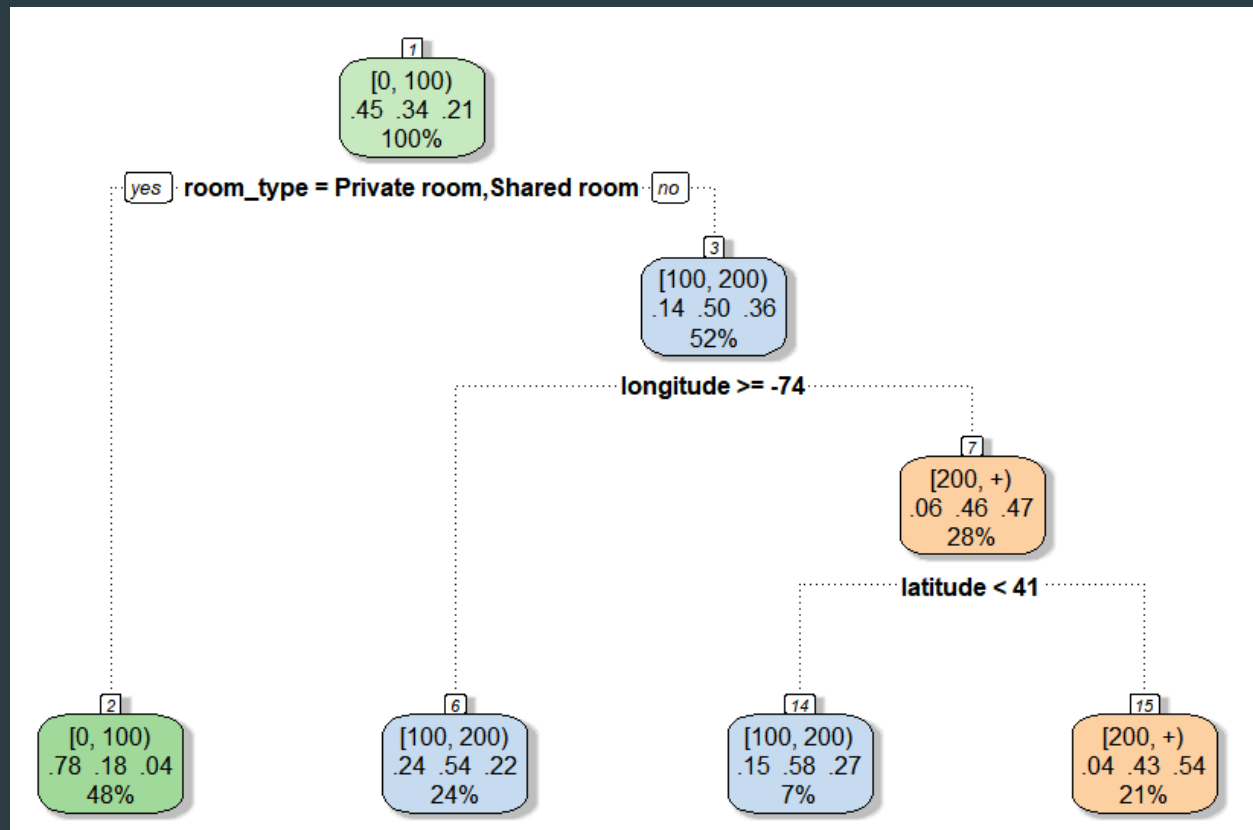 1
[0, 100)
.45 .34 .21
100%
yes room_type = Private room,Shared room no
3
[100, 200)
.14 .50 .36
52%
longitude >= -74
7
[200, +)
.06 .46 .47
28%
latitude < 41
2
[0, 100)
.78 .18 .04
48%
6
[100, 200)
.24 .54 .22
24%
14
[100, 200)
.15 .58 .27
7%
15
[200, +)
.04 .43 .54
21%